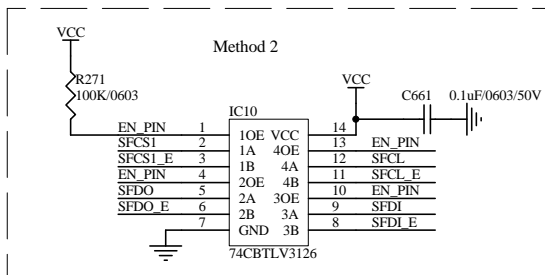 VCC
Method 2
R271
100K/0603
VCC
C661
0.1uF/0603/50V
IC10
EN_PIN 1 1OE VCC 14
SFCS1 2 1A 4OE 13 EN_PIN
SFCS1_E 3 1B 4A 12 SFCL
EN_PIN 4 2OE 4B 11 SFCL_E
SFDO 5 2A 3OE 10 EN_PIN
SFDO_E 6 2B 3A 9 SFDI
7 GND 3B 8 SFDI_E
74CBTLV3126